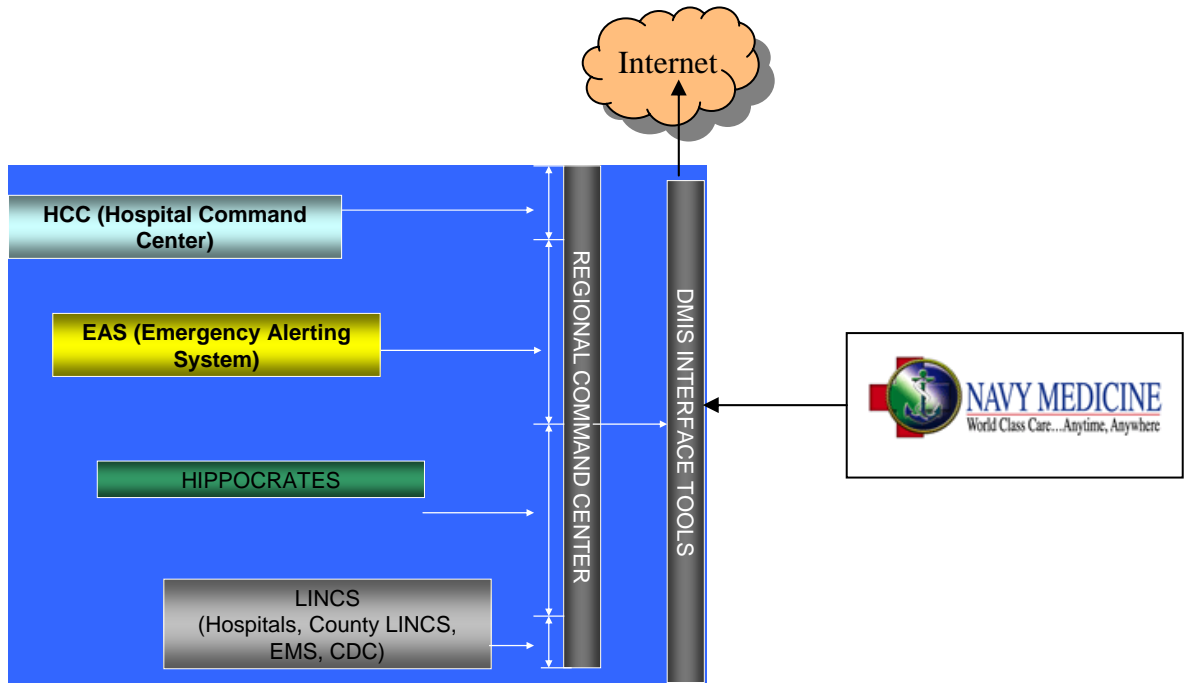 Internet
HCC (Hospital Command
Center)
EAS (Emergency Alerting
System)
HIPPOCRATES
LINCS
(Hospitals, County LINCS,
EMS, CDC)
REGIONAL COMMAND CENTER
DMIS INTERFACE TOOLS
NAVY MEDICINE
World Class Care...Anytime, Anywhere